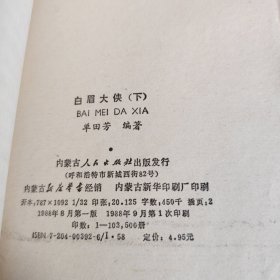 白眉大侠（下）
BAI MEI DA XIA
单田芳 编著
内蒙古人民出版社出版发行
（呼和浩特市新城西街82号）
内蒙古新华书店经销 内蒙古新华印刷厂印刷
开本：787×1092 1/32 印张：20.125 字数：450千 插页：2
1988年8月第一版 1988年9月第1次印刷
印数：1—103,500册
ISBN7-204-00392-6/I·58 定价：4.95元